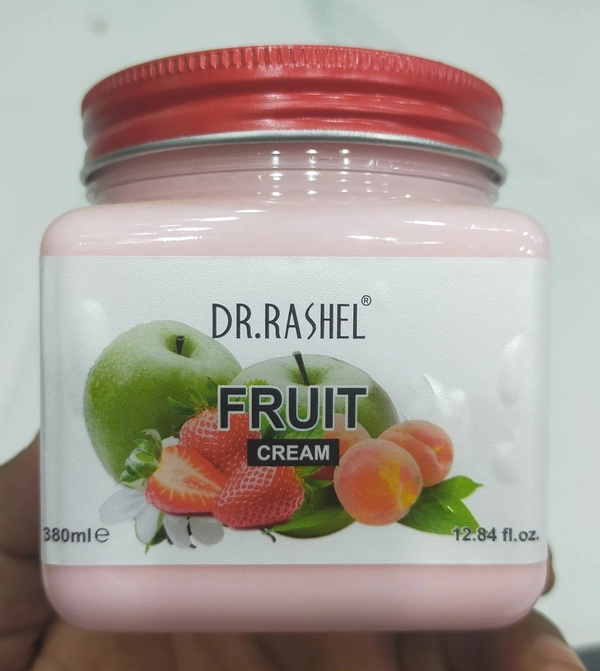 DR.RASHEL®
FRUIT
CREAM
380ml℮
12.84 fl.oz.